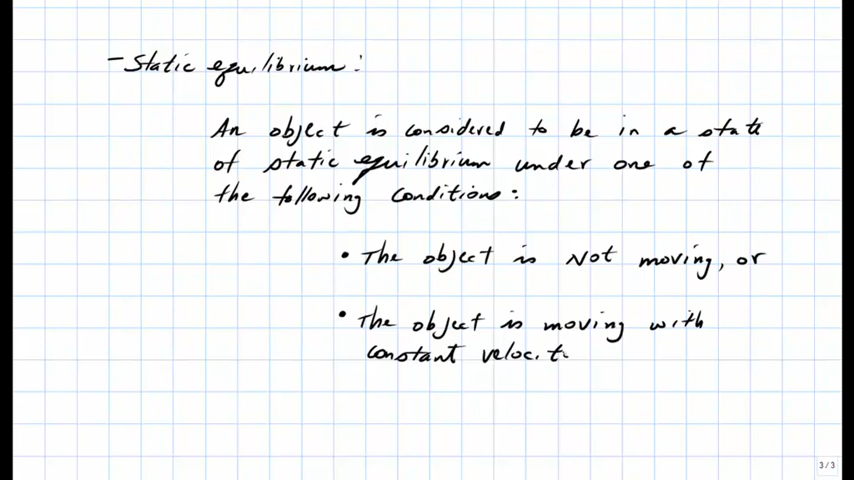 - Static equilibrium:
An object is considered to be in a state
of static equilibrium under one of
the following conditions:
• The object is Not moving, or
• The object is moving with
constant velocit
3/3